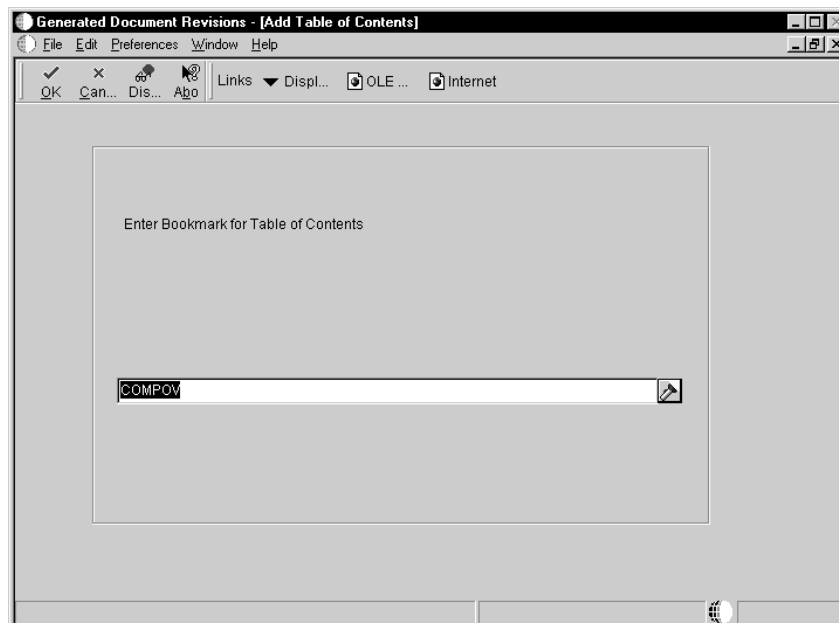 Generated Document Revisions - [Add Table of Contents]
File Edit Preferences Window Help
OK Can... Dis... Abo Links Displ... OLE ... Internet
Enter Bookmark for Table of Contents
COMPOV